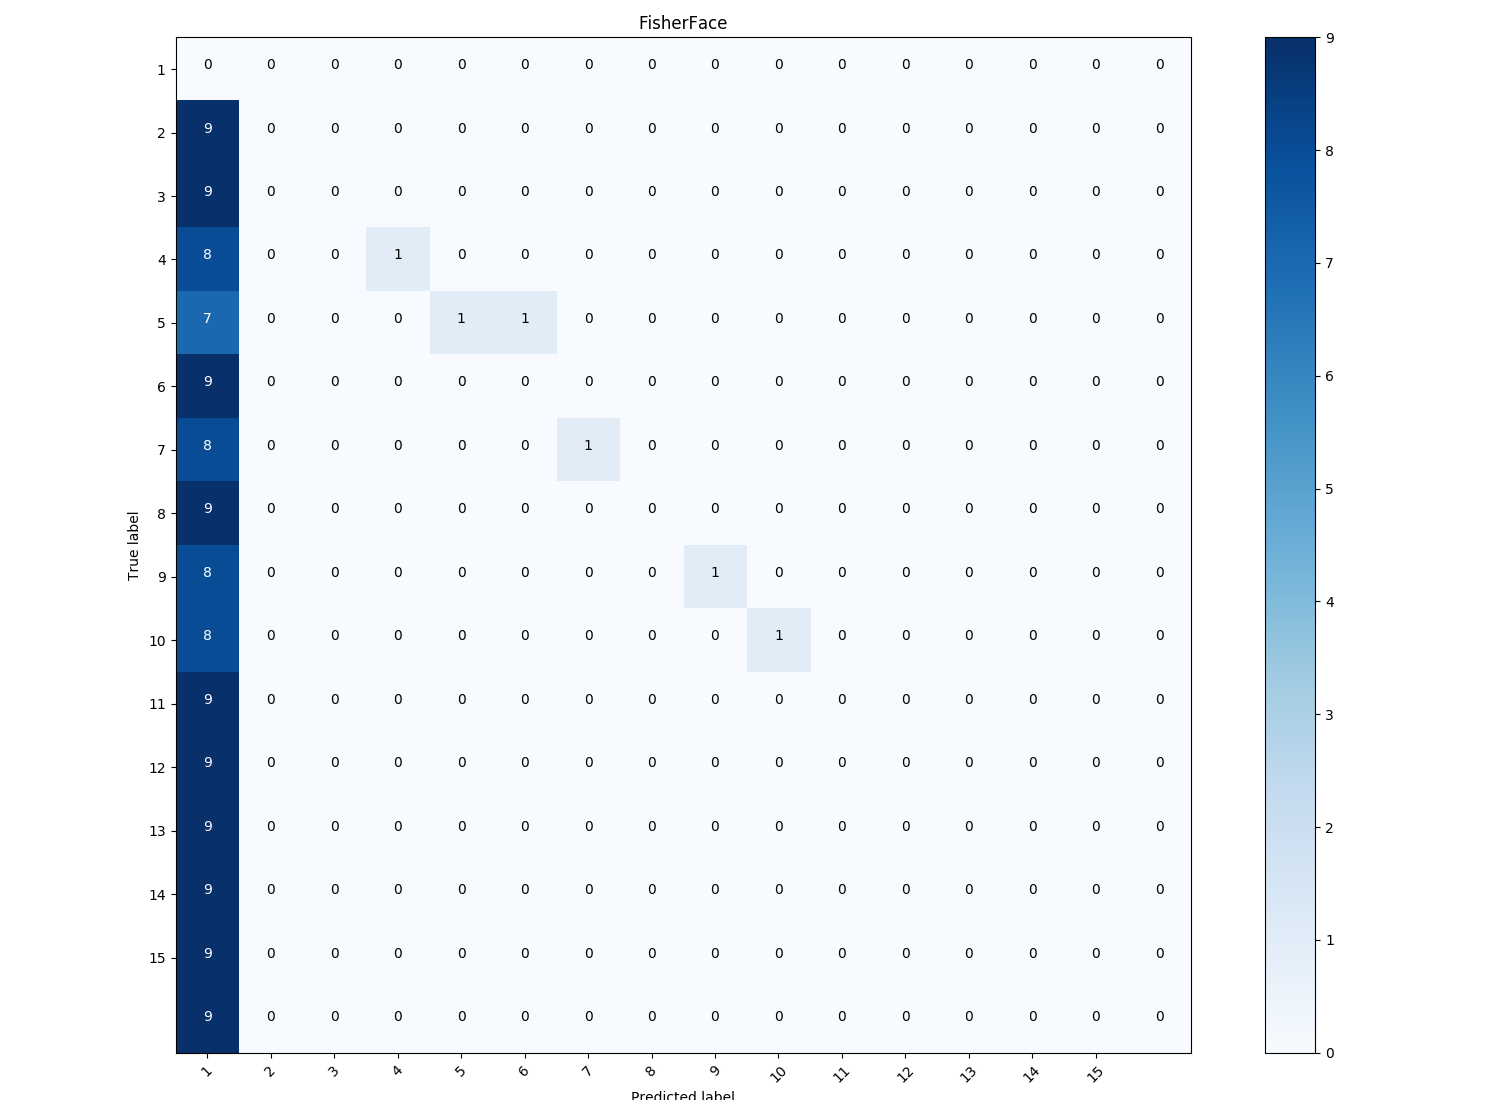 FisherFace
1 0 0 0 0 0 0 0 0 0 0 0 0 0 0 0 0
2 9 0 0 0 0 0 0 0 0 0 0 0 0 0 0 0
3 9 0 0 0 0 0 0 0 0 0 0 0 0 0 0 0
4 8 0 0 1 0 0 0 0 0 0 0 0 0 0 0 0
5 7 0 0 0 1 1 0 0 0 0 0 0 0 0 0 0
6 9 0 0 0 0 0 0 0 0 0 0 0 0 0 0 0
7 8 0 0 0 0 0 1 0 0 0 0 0 0 0 0 0
8 9 0 0 0 0 0 0 0 0 0 0 0 0 0 0 0
9 8 0 0 0 0 0 0 0 1 0 0 0 0 0 0 0
10 8 0 0 0 0 0 0 0 0 1 0 0 0 0 0 0
11 9 0 0 0 0 0 0 0 0 0 0 0 0 0 0 0
12 9 0 0 0 0 0 0 0 0 0 0 0 0 0 0 0
13 9 0 0 0 0 0 0 0 0 0 0 0 0 0 0 0
14 9 0 0 0 0 0 0 0 0 0 0 0 0 0 0 0
15 9 0 0 0 0 0 0 0 0 0 0 0 0 0 0 0
9 0 0 0 0 0 0 0 0 0 0 0 0 0 0 0
1 2 3 4 5 6 7 8 9 10 11 12 13 14 15
True label
Predicted label
9
8
7
6
5
4
3
2
1
0